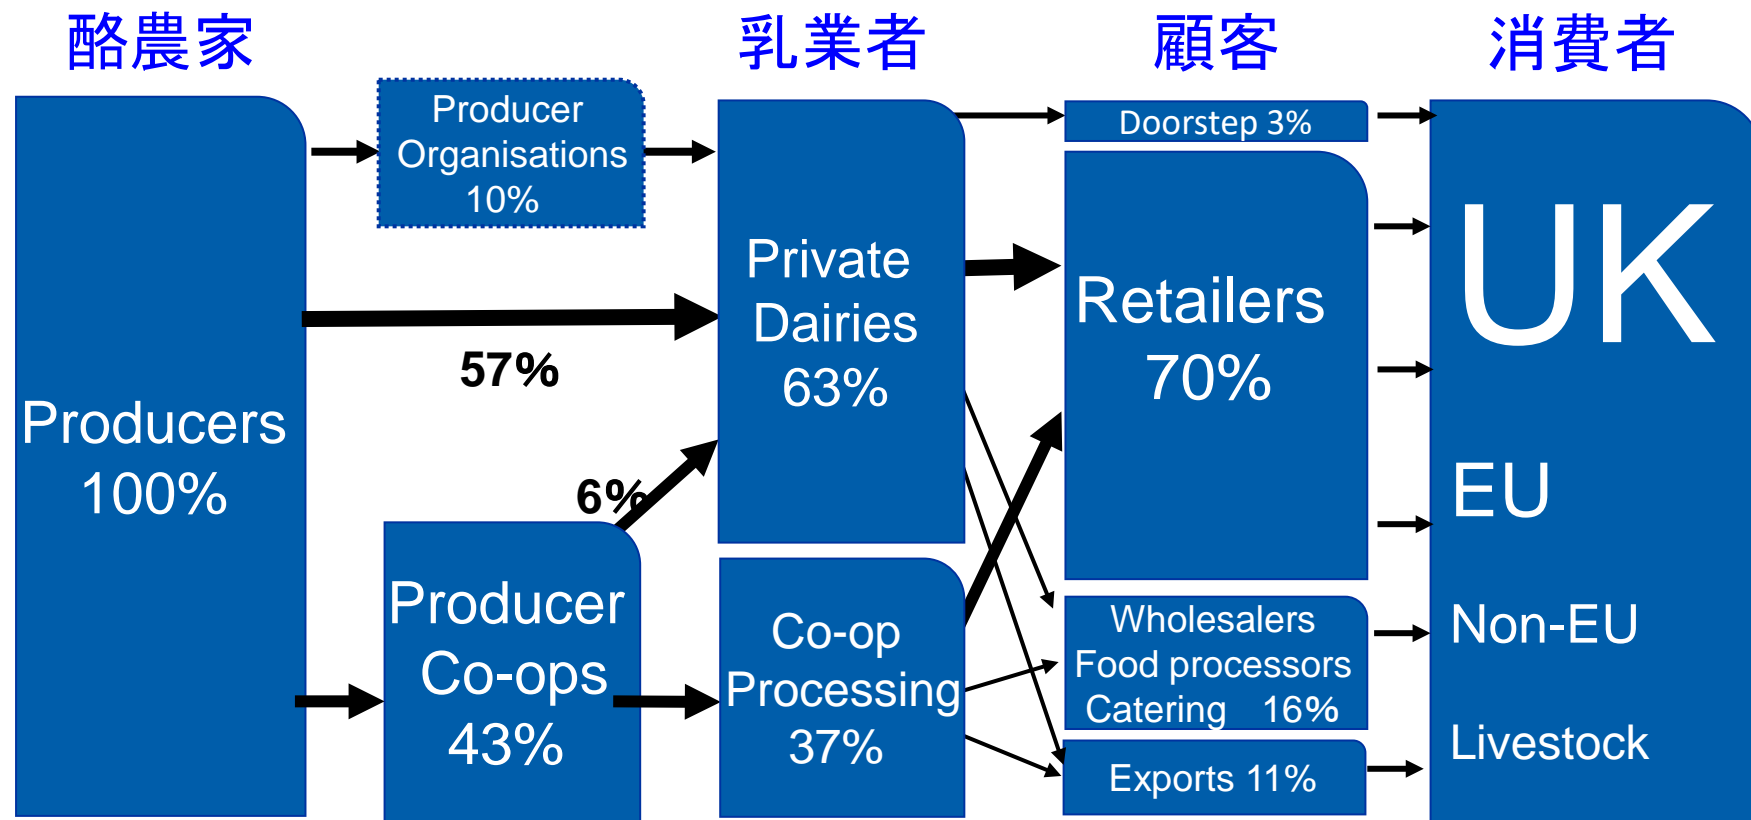 酪農家
乳業者
顧客
消費者
Producers
100%
Producer
Organisations
10%
57%
6%
Producer
Co-ops
43%
Private
Dairies
63%
Co-op
Processing
37%
Doorstep 3%
Retailers
70%
Wholesalers
Food processors
Catering 16%
Exports 11%
UK
EU
Non-EU
Livestock